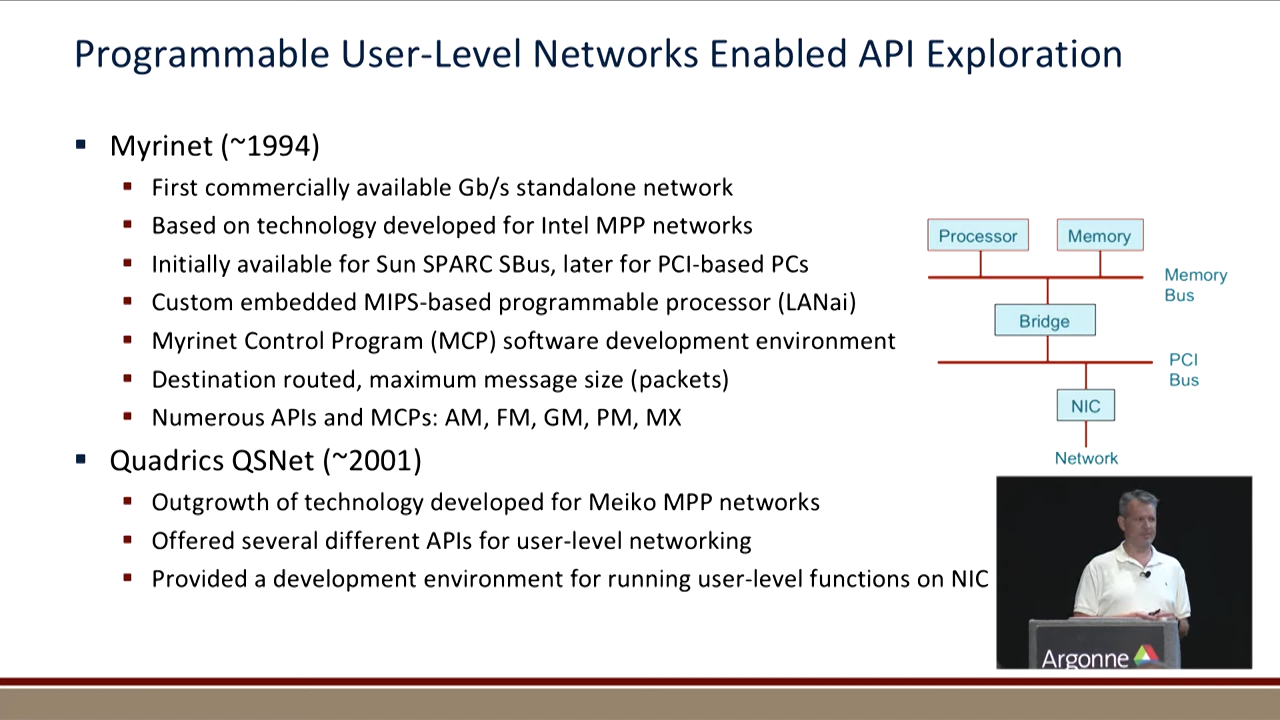 Programmable User-Level Networks Enabled API Exploration
Myrinet (~1994)
First commercially available Gb/s standalone network
Based on technology developed for Intel MPP networks
Initially available for Sun SPARC SBus, later for PCI-based PCs
Custom embedded MIPS-based programmable processor (LANai)
Myrinet Control Program (MCP) software development environment
Destination routed, maximum message size (packets)
Numerous APIs and MCPs: AM, FM, GM, PM, MX
Quadrics QSNet (~2001)
Outgrowth of technology developed for Meiko MPP networks
Offered several different APIs for user-level networking
Provided a development environment for running user-level functions on NIC
Processor
Memory
Memory
Bus
Bridge
PCI
Bus
NIC
Network
Argonne